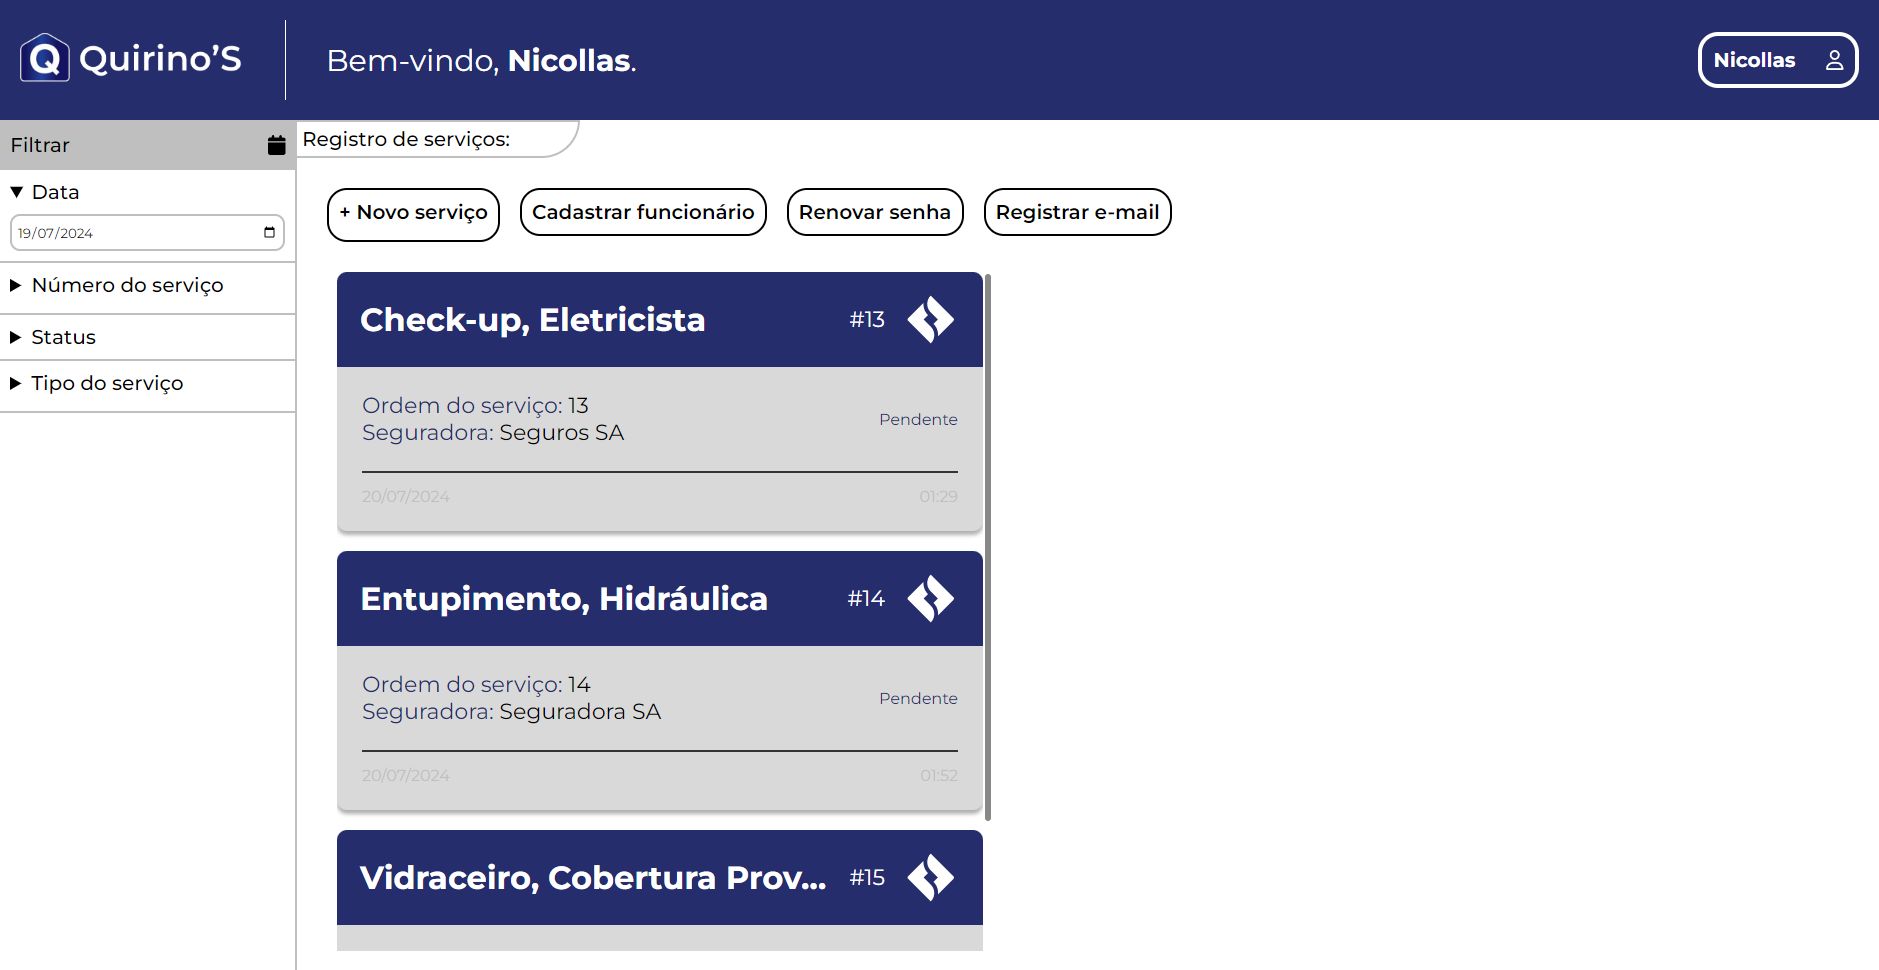 Quirino’S
Bem-vindo, Nicollas.
Nicollas
Filtrar
Data
19/07/2024
Número do serviço
Status
Tipo do serviço
Registro de serviços:
+ Novo serviço
Cadastrar funcionário
Renovar senha
Registrar e-mail
Check-up, Eletricista
#13
Ordem do serviço: 13
Seguradora: Seguros SA
Pendente
20/07/2024
01:29
Entupimento, Hidráulica
#14
Ordem do serviço: 14
Seguradora: Seguradora SA
Pendente
20/07/2024
01:52
Vidraceiro, Cobertura Prov...
#15